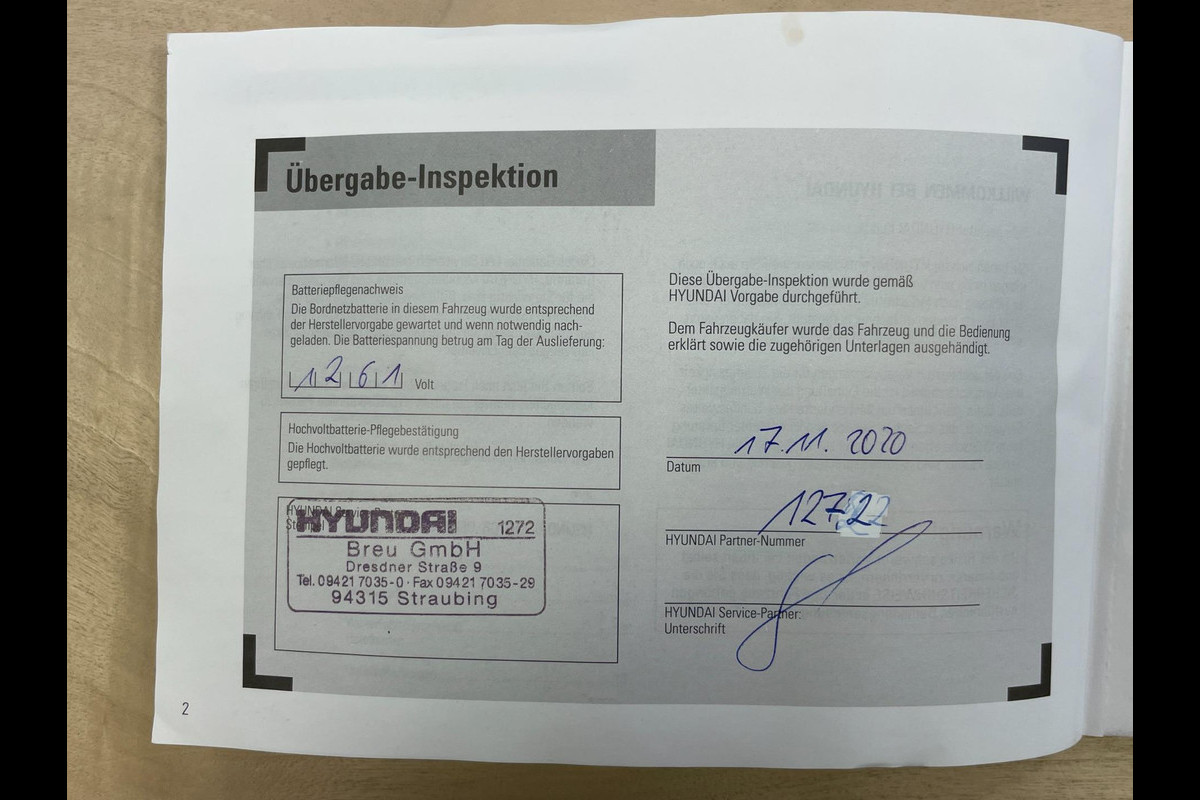 Übergabe-Inspektion
Batteriepflegenachweis
Die Bordnetzbatterie in diesem Fahrzeug wurde entsprechend
der Herstellervorgabe gewartet und wenn notwendig nach-
geladen. Die Batteriespannung betrug am Tag der Auslieferung:
12 61 Volt
Hochvoltbatterie-Pflegebestätigung
Die Hochvoltbatterie wurde entsprechend den Herstellervorgaben
gepflegt.
HYUNDAI
HYUNDAI 1272
Breu GmbH
Dresdner Straße 9
Tel. 09421 7035-0 · Fax 09421 7035-29
94315 Straubing
Diese Übergabe-Inspektion wurde gemäß
HYUNDAI Vorgabe durchgeführt.
Dem Fahrzeugkäufer wurde das Fahrzeug und die Bedienung
erklärt sowie die zugehörigen Unterlagen ausgehändigt.
17.11. 2020
Datum
HYUNDAI Partner-Nummer
HYUNDAI Service-Partner:
Unterschrift
2